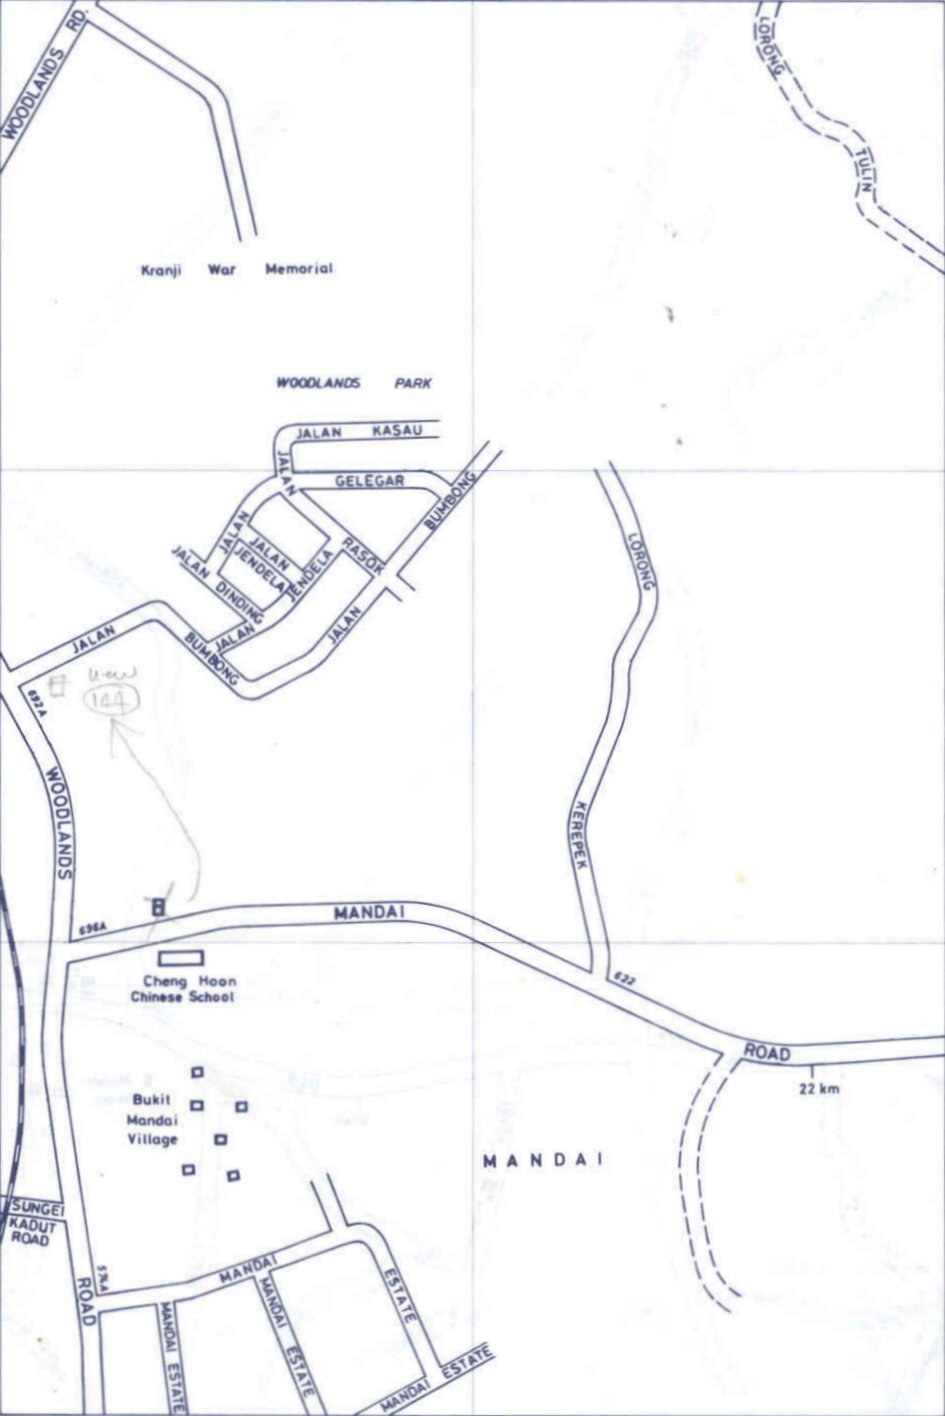 WOODLANDS RD.
LORONG TULIN
Kranji War Memorial
WOODLANDS PARK
JALAN KASAU
JALAN
GELEGAR
BUMBONG
JALAN
JALAN
JENDELA
RASOK
JENDELA
JALAN
DINDING
JALAN
JALAN
LORONG
JALAN
BUMBONG
view
144
692A
WOODLANDS
KEREPEK
696A
MANDAI
Cheng Hoon
Chinese School
622
ROAD
22 km
Bukit
Mandai
Village
MANDAI
SUNGEI
KADUT
ROAD
576A
ROAD
MANDAI
ESTATE
MANDAI ESTATE
MANDAI ESTATE
MANDAI ESTATE